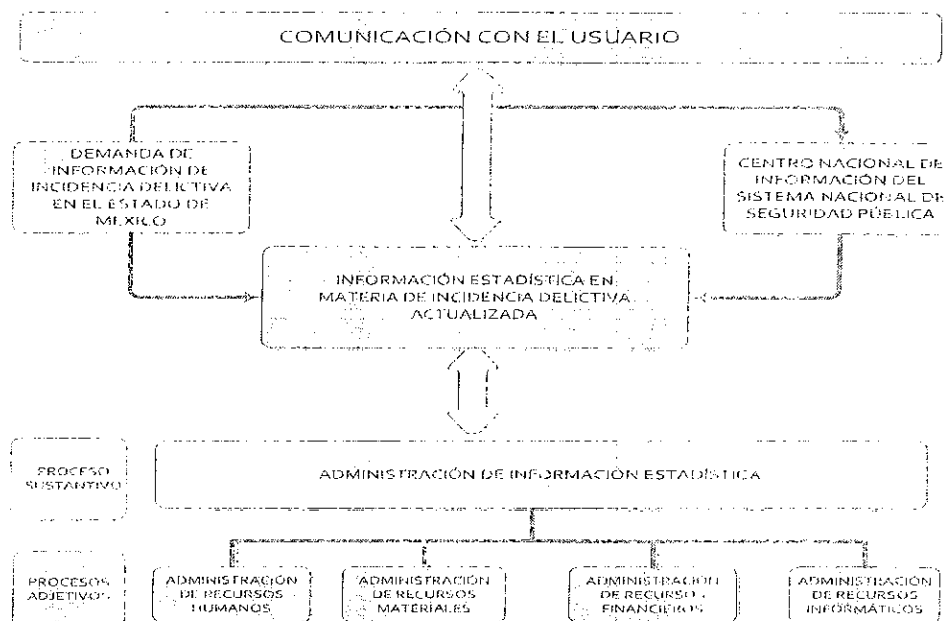 COMUNICACIÓN CON EL USUARIO
DEMANDA DE
INFORMACIÓN DE
INCIDENCIA DELICTIVA
EN EL ESTADO DE
MEXICO
CENTRO NACIONAL DE
INFORMACIÓN DEL
SISTEMA NACIONAL DE
SEGURIDAD PÚBLICA
INFORMACIÓN ESTADÍSTICA EN
MATERIA DE INCIDENCIA DELICTIVA
ACTUALIZADA
PROCESO
SUSTANTIVO
ADMINISTRACIÓN DE INFORMACIÓN ESTADÍSTICA
PROCESOS
ADJETIVOS
ADMINISTRACIÓN
DE RECURSOS
HUMANOS
ADMINISTRACIÓN
DE RECURSOS
MATERIALES
ADMINISTRACIÓN
DE RECURSOS
FINANCIEROS
ADMINISTRACIÓN
DE RECURSOS
INFORMÁTICOS